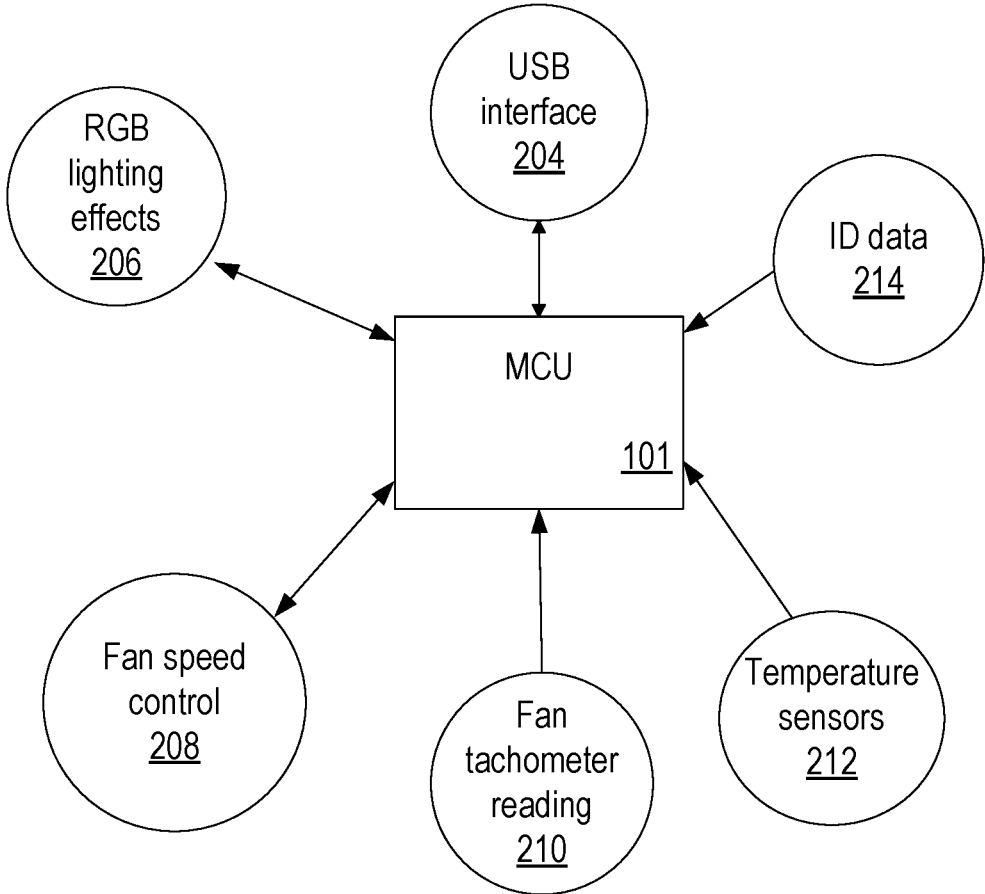 USB
interface
204
RGB
lighting
effects
206
ID data
214
MCU
101
Fan speed
control
208
Fan
tachometer
reading
210
Temperature
sensors
212